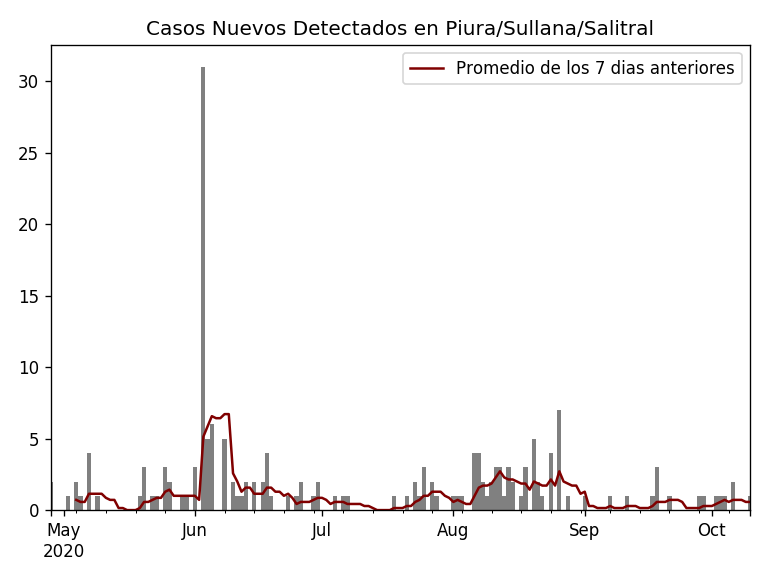 Casos Nuevos Detectados en Piura/Sullana/Salitral
Promedio de los 7 dias anteriores
30
25
20
15
10
5
0
May Jun Jul Aug Sep Oct
2020